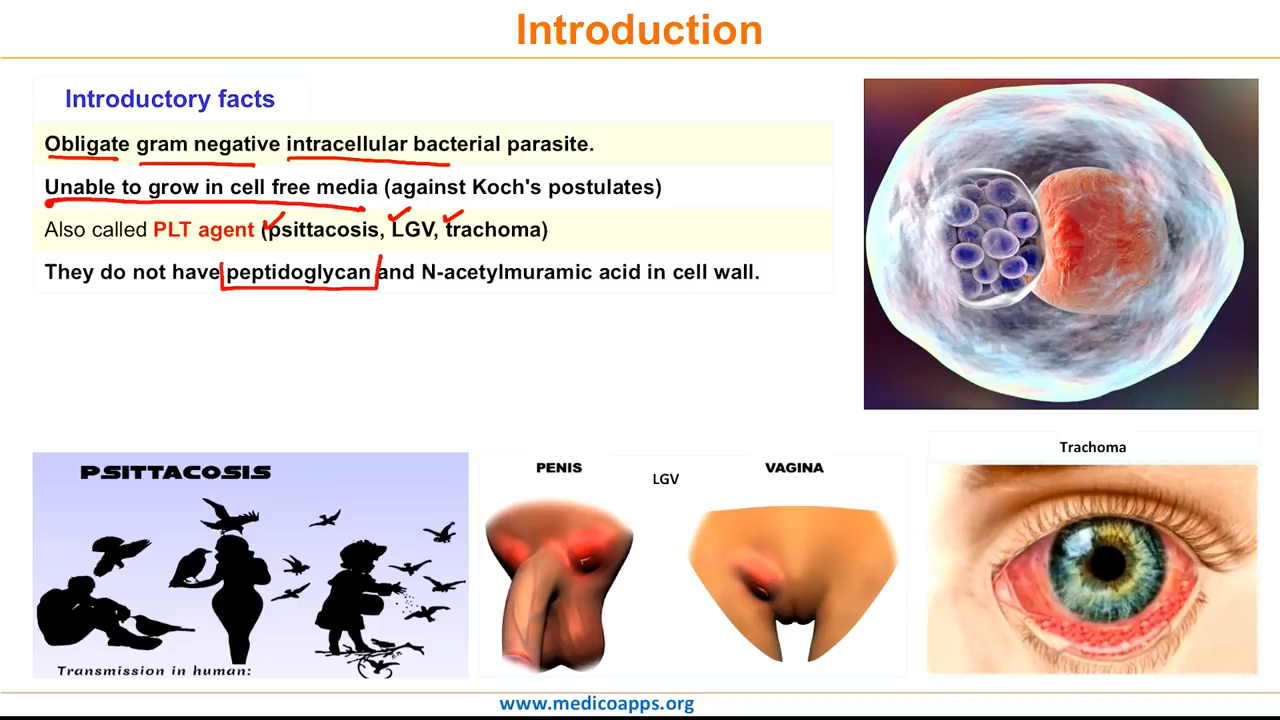 Introduction
Introductory facts
Obligate gram negative intracellular bacterial parasite.
Unable to grow in cell free media (against Koch's postulates)
Also called PLT agent (psittacosis, LGV, trachoma)
They do not have peptidoglycan and N-acetylmuramic acid in cell wall.
PSITTACOSIS
Transmission in human:
PENIS
LGV
VAGINA
Trachoma
www.medicoapps.org